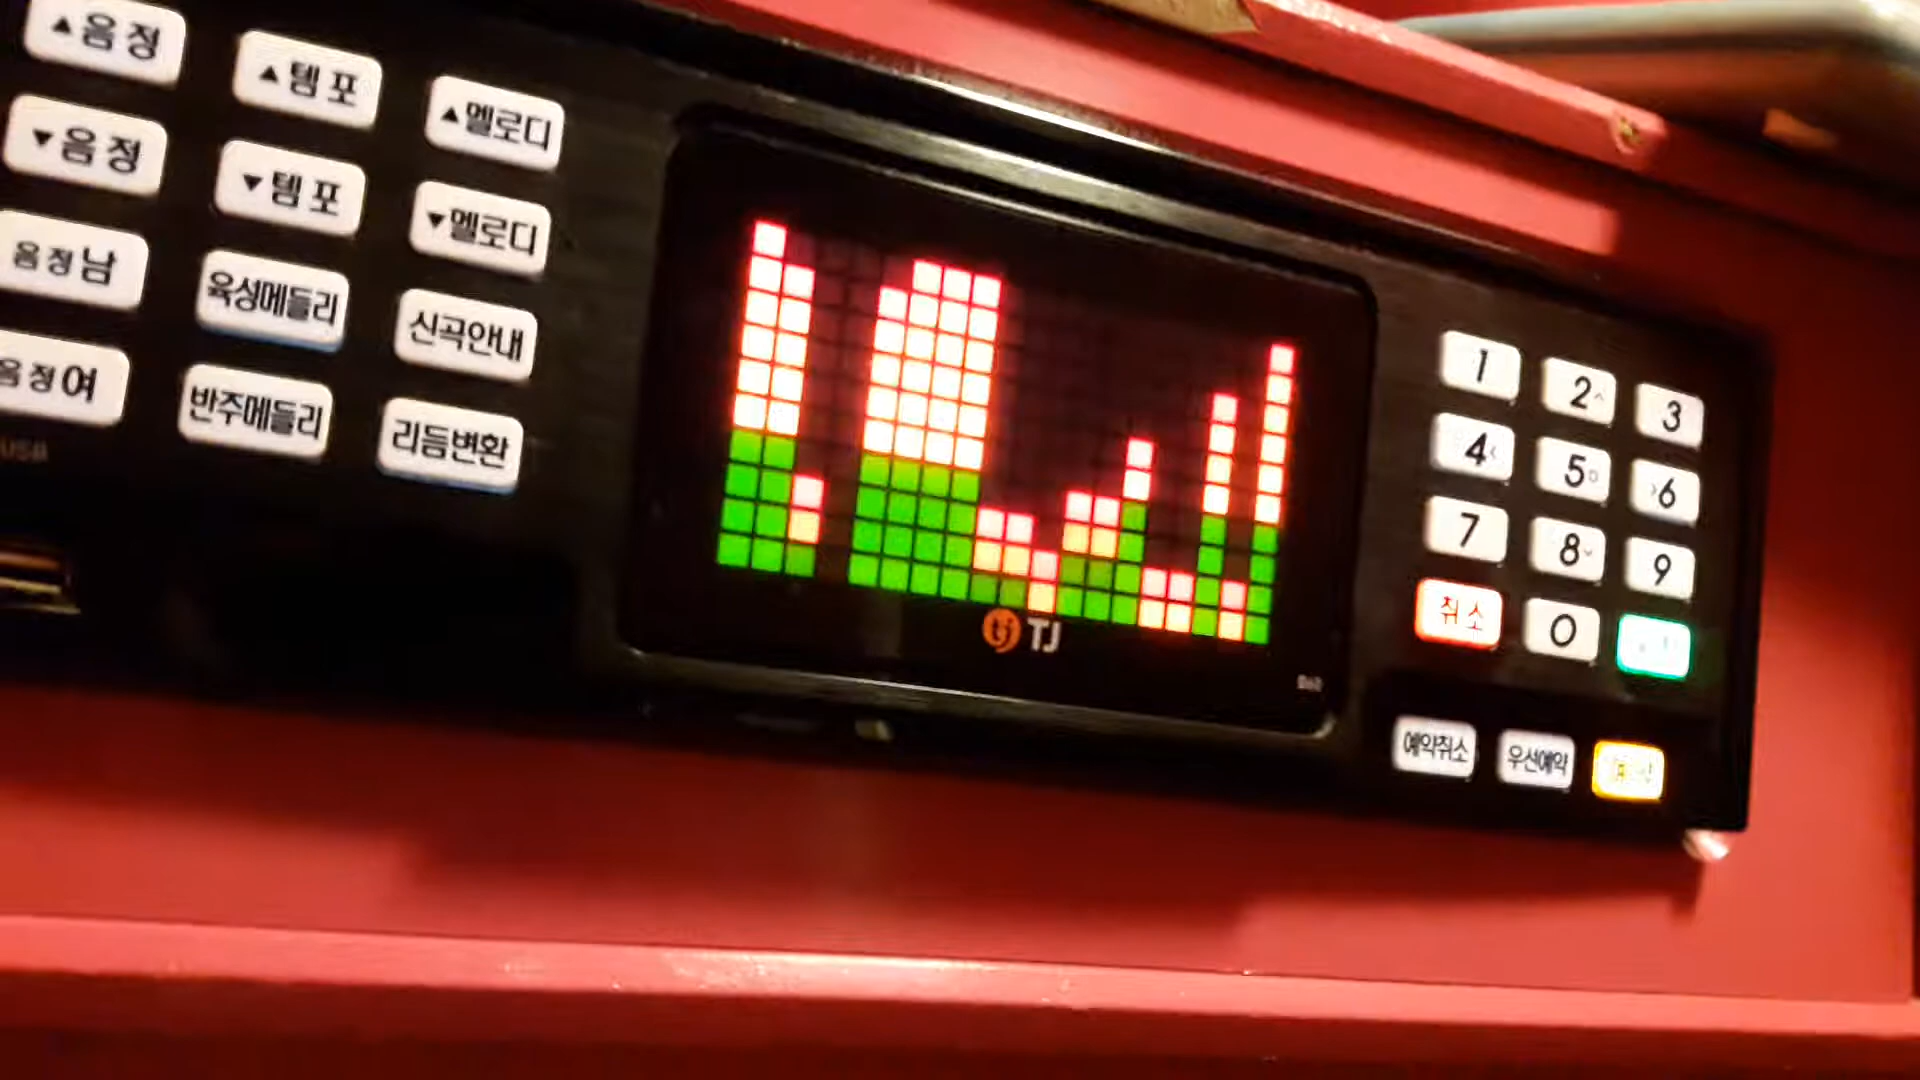 ▲음정
▲템포
▲멜로디
▼음정
▼템포
▼멜로디
음정남
육성메들리
신곡안내
음정여
반주메들리
리듬변환
USB
tj TJ
B60
1 2 3
4 5 6
7 8 9
취소 0
예약취소 우선예약